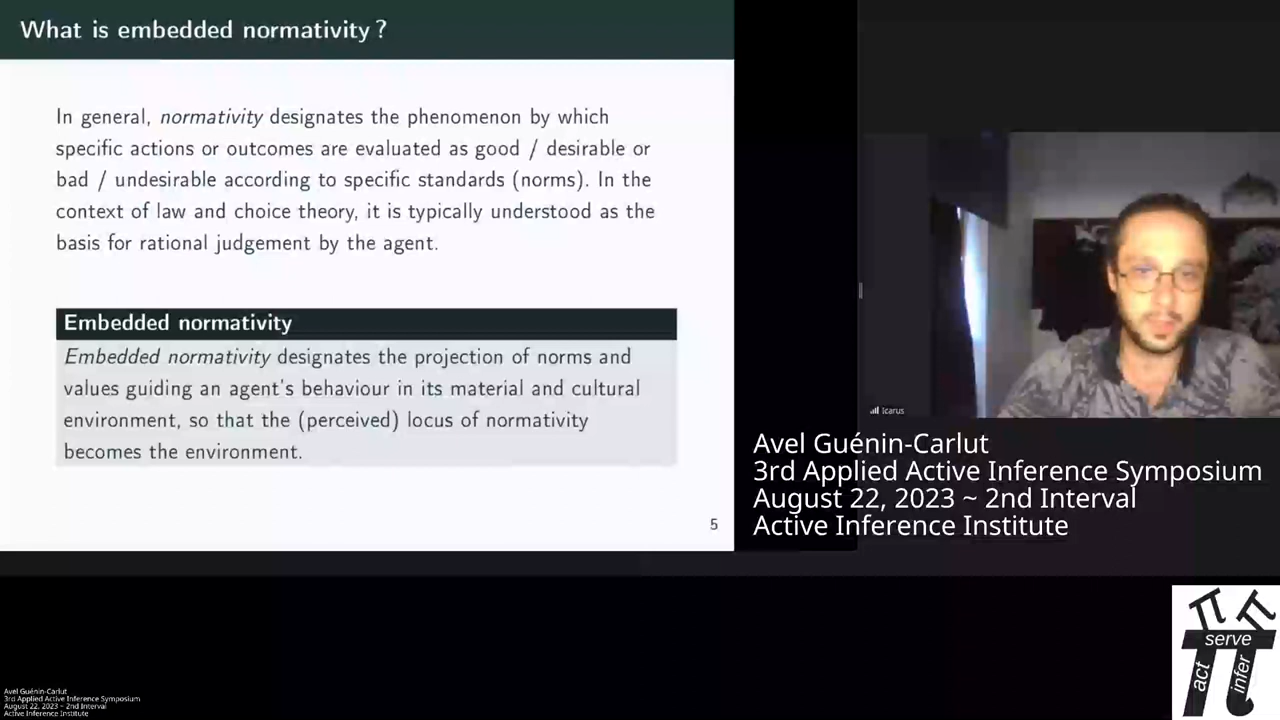 What is embedded normativity ?
In general, normativity designates the phenomenon by which
specific actions or outcomes are evaluated as good / desirable or
bad / undesirable according to specific standards (norms). In the
context of law and choice theory, it is typically understood as the
basis for rational judgement by the agent.
Embedded normativity
Embedded normativity designates the projection of norms and
values guiding an agent's behaviour in its material and cultural
environment, so that the (perceived) locus of normativity
becomes the environment.
5
Icarus
Avel Guénin-Carlut
3rd Applied Active Inference Symposium
August 22, 2023 ~ 2nd Interval
Active Inference Institute
serve
act
infer
Avel Guénin-Carlut
3rd Applied Active Inference Symposium
August 22, 2023 ~ 2nd Interval
Active Inference Institute